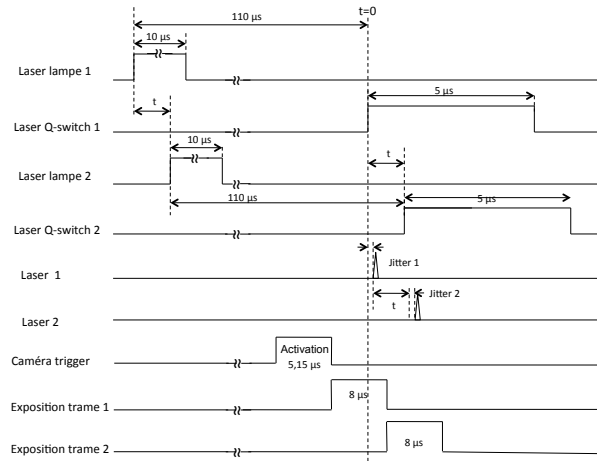 t=0
110 µs
10 µs
Laser lampe 1
t
5 µs
Laser Q-switch 1
10 µs
t
Laser lampe 2
110 µs
5 µs
Laser Q-switch 2
Jitter 1
Laser 1
t
Jitter 2
Laser 2
Activation
Caméra trigger
5,15 µs
8 µs
Exposition trame 1
8 µs
Exposition trame 2